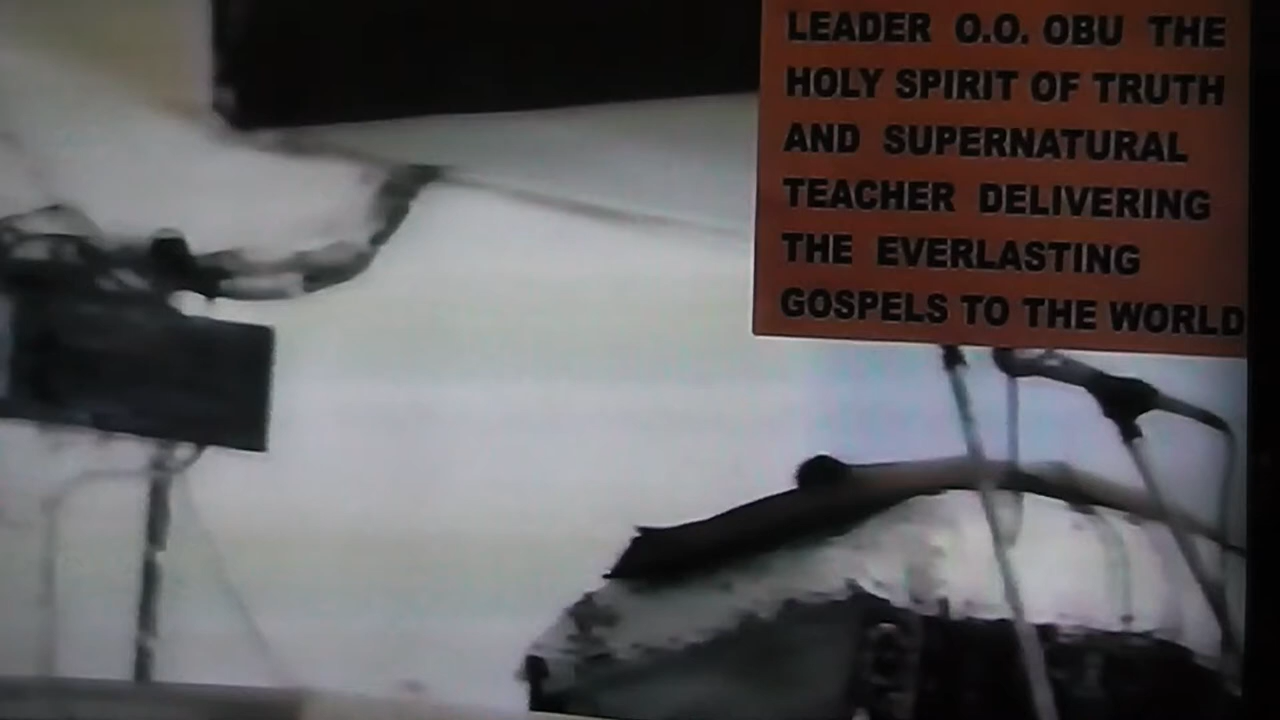 LEADER O.O. OBU THE
HOLY SPIRIT OF TRUTH
AND SUPERNATURAL
TEACHER DELIVERING
THE EVERLASTING
GOSPELS TO THE WORLD